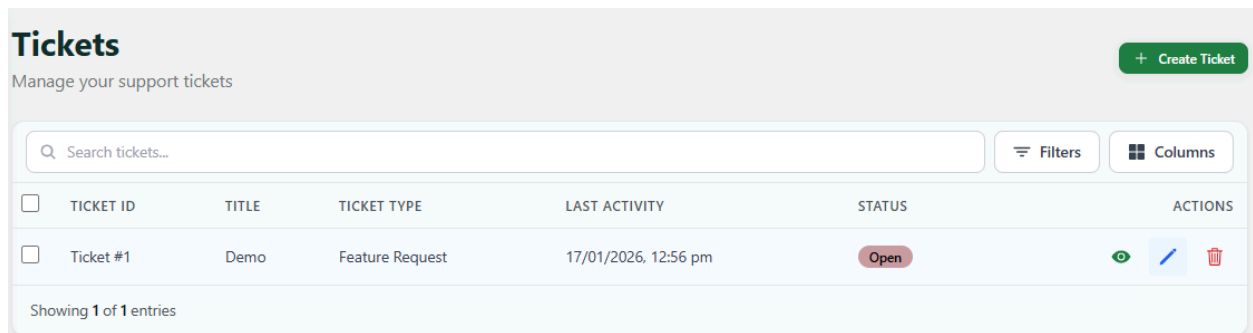 Tickets
Manage your support tickets
+ Create Ticket
Search tickets...
Filters
Columns
TICKET ID TITLE TICKET TYPE LAST ACTIVITY STATUS ACTIONS
Ticket #1 Demo Feature Request 17/01/2026, 12:56 pm Open
Showing 1 of 1 entries